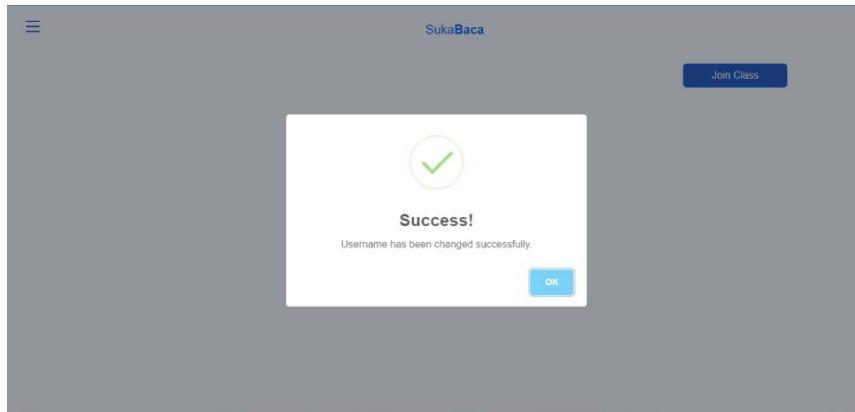 SukaBaca
Join Class
Success!
Username has been changed successfully.
OK